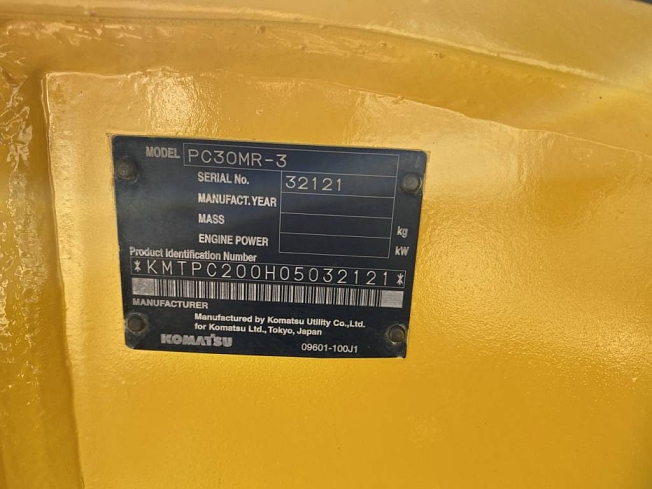 MODEL PC30MR-3
SERIAL No. 32121
MANUFACT.YEAR
MASS kg
ENGINE POWER kW
Product Identification Number
*KMTPC200H05032121*
MANUFACTURER
Manufactured by Komatsu Utility Co.,Ltd.
for Komatsu Ltd.,Tokyo, Japan
KOMATSU 09601-100J1